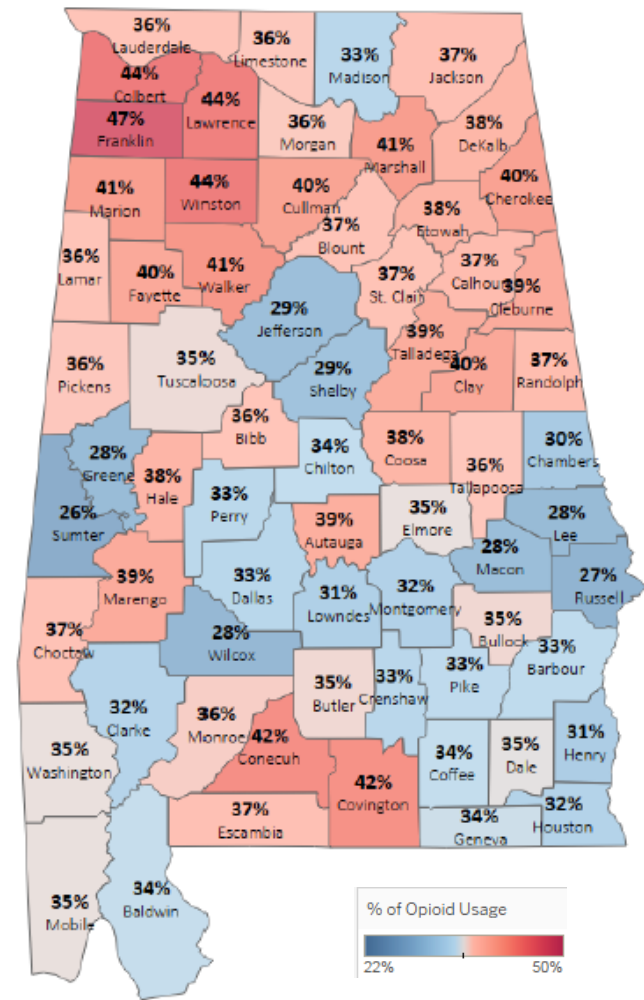 36%
Lauderdale
36%
Limestone
33%
Madison
37%
Jackson
44%
Colbert
44%
Lawrence
47%
Franklin
36%
Morgan
41%
Marshall
38%
DeKalb
41%
Marion
44%
Winston
40%
Cullman
38%
Etowah
40%
Cherokee
37%
Blount
36%
Lamar
40%
Fayette
41%
Walker
37%
St. Clair
37%
Calhoun
39%
Cleburne
29%
Jefferson
39%
Talladega
36%
Pickens
35%
Tuscaloosa
29%
Shelby
40%
Clay
37%
Randolph
36%
Bibb
34%
Chilton
38%
Coosa
36%
Tallapoosa
30%
Chambers
28%
Greene
38%
Hale
33%
Perry
26%
Sumter
39%
Autauga
35%
Elmore
28%
Lee
28%
Macon
27%
Russell
39%
Marengo
33%
Dallas
31%
Lowndes
32%
Montgomery
35%
Bullock
37%
Choctaw
28%
Wilcox
33%
Barbour
35%
Butler
33%
Crenshaw
33%
Pike
32%
Clarke
36%
Monroe
42%
Conecuh
35%
Washington
42%
Covington
34%
Coffee
35%
Dale
31%
Henry
37%
Escambia
34%
Geneva
32%
Houston
35%
Mobile
34%
Baldwin
% of Opioid Usage
22% 50%